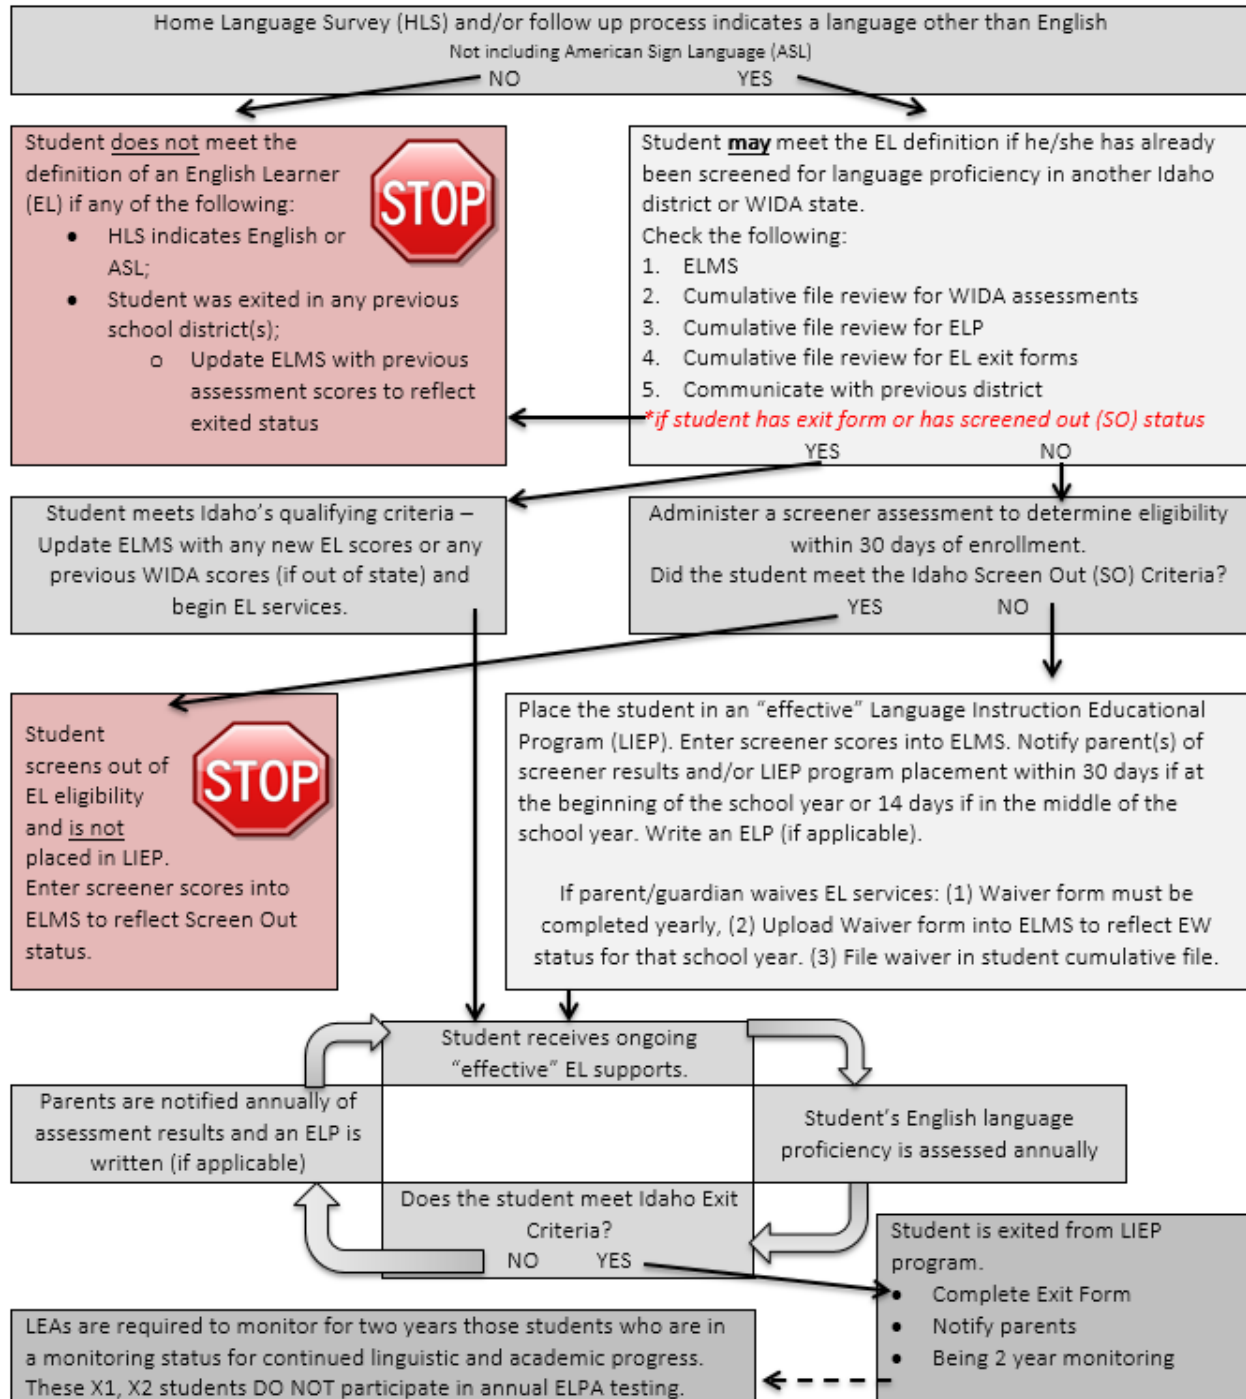 Home Language Survey (HLS) and/or follow up process indicates a language other than English
Not including American Sign Language (ASL)
NO YES
Student does not meet the
definition of an English Learner
(EL) if any of the following:
● HLS indicates English or
ASL;
● Student was exited in any previous
school district(s);
o Update ELMS with previous
assessment scores to reflect
exited status
STOP
Student may meet the EL definition if he/she has already
been screened for language proficiency in another Idaho
district or WIDA state.
Check the following:
1. ELMS
2. Cumulative file review for WIDA assessments
3. Cumulative file review for ELP
4. Cumulative file review for EL exit forms
5. Communicate with previous district
*if student has exit form or has screened out (SO) status
YES NO
Student meets Idaho’s qualifying criteria –
Update ELMS with any new EL scores or any
previous WIDA scores (if out of state) and
begin EL services.
Administer a screener assessment to determine eligibility
within 30 days of enrollment.
Did the student meet the Idaho Screen Out (SO) Criteria?
YES NO
Student
screens out of
EL eligibility
and is not
placed in LIEP.
Enter screener scores into
ELMS to reflect Screen Out
status.
STOP
Place the student in an “effective” Language Instruction Educational
Program (LIEP). Enter screener scores into ELMS. Notify parent(s) of
screener results and/or LIEP program placement within 30 days if at
the beginning of the school year or 14 days if in the middle of the
school year. Write an ELP (if applicable).
If parent/guardian waives EL services: (1) Waiver form must be
completed yearly, (2) Upload Waiver form into ELMS to reflect EW
status for that school year. (3) File waiver in student cumulative file.
Student receives ongoing
“effective” EL supports.
Parents are notified annually of
assessment results and an ELP is
written (if applicable)
Student’s English language
proficiency is assessed annually
Does the student meet Idaho Exit
Criteria?
NO YES
Student is exited from LIEP
program.
● Complete Exit Form
● Notify parents
● Being 2 year monitoring
LEAs are required to monitor for two years those students who are in
a monitoring status for continued linguistic and academic progress.
These X1, X2 students DO NOT participate in annual ELPA testing.